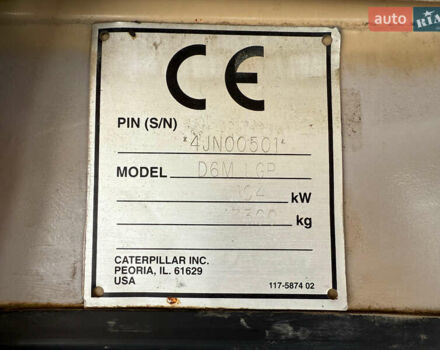 auto RIA
CE
PIN (S/N)
*4JN00501*
MODEL D6M LGP
104 kW
kg
CATERPILLAR INC.
PEORIA, IL. 61629
USA
117-5874 02